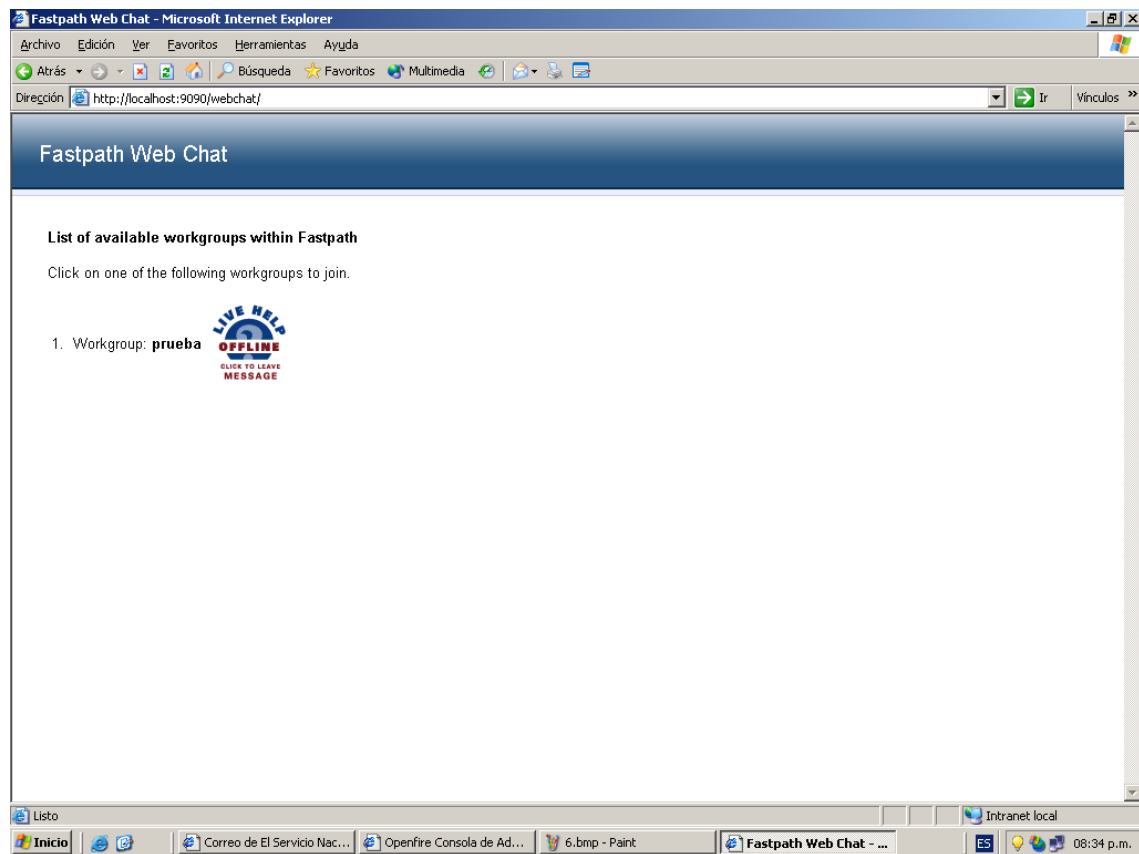 Fastpath Web Chat - Microsoft Internet Explorer
Archivo Edición Ver Favoritos Herramientas Ayuda
Atrás Búsqueda Favoritos Multimedia
Dirección http://localhost:9090/webchat/ Ir Vínculos »
Fastpath Web Chat
List of available workgroups within Fastpath
Click on one of the following workgroups to join.
LIVE HELP
1. Workgroup: prueba OFFLINE
CLICK TO LEAVE
MESSAGE
Listo Intranet local
Inicio Correo de El Servicio Nac... Openfire Consola de Ad... 6.bmp - Paint Fastpath Web Chat - ... ES 08:34 p.m.